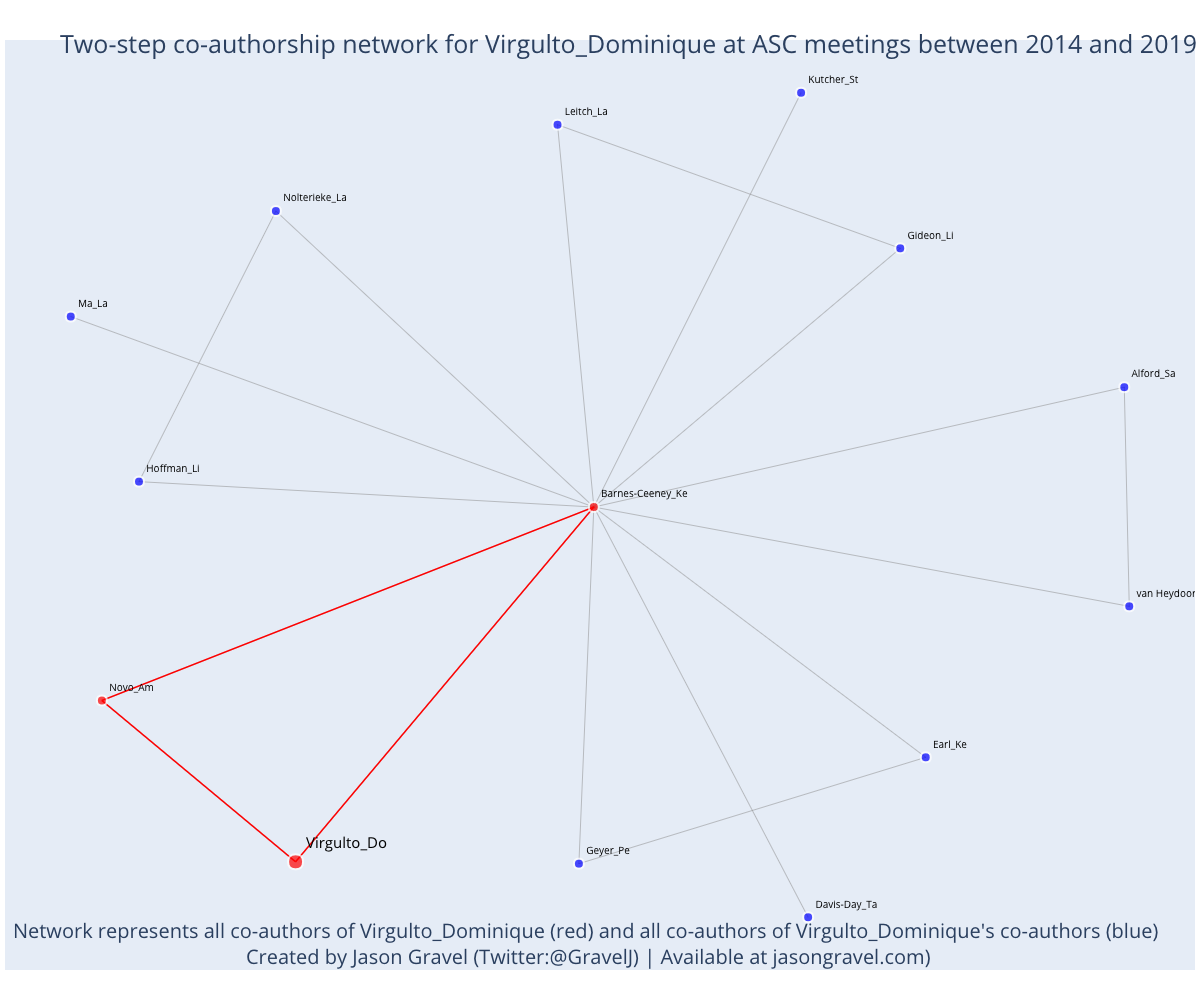 Two-step co-authorship network for Virgulto_Dominique at ASC meetings between 2014 and 2019
Kutcher_St
Leitch_La
Nolterieke_La
Gideon_Li
Ma_La
Alford_Sa
Hoffman_Li
Barnes-Ceeney_Ke
van Heydoor
Novo_Am
Earl_Ke
Virgulto_Do
Geyer_Pe
Davis-Day_Ta
Network represents all co-authors of Virgulto_Dominique (red) and all co-authors of Virgulto_Dominique's co-authors (blue)
Created by Jason Gravel (Twitter:@GravelJ) | Available at jasongravel.com)